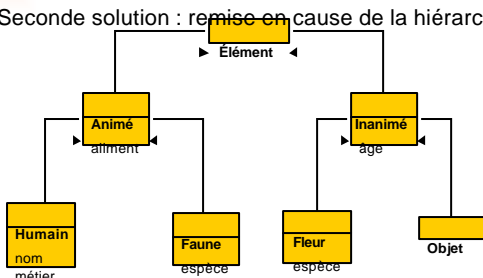 Seconde solution : remise en cause de la hiérarc
Élément
Animé
aliment
Inanimé
âge
Humain
nom
métier
Faune
espèce
Fleur
espèce
Objet